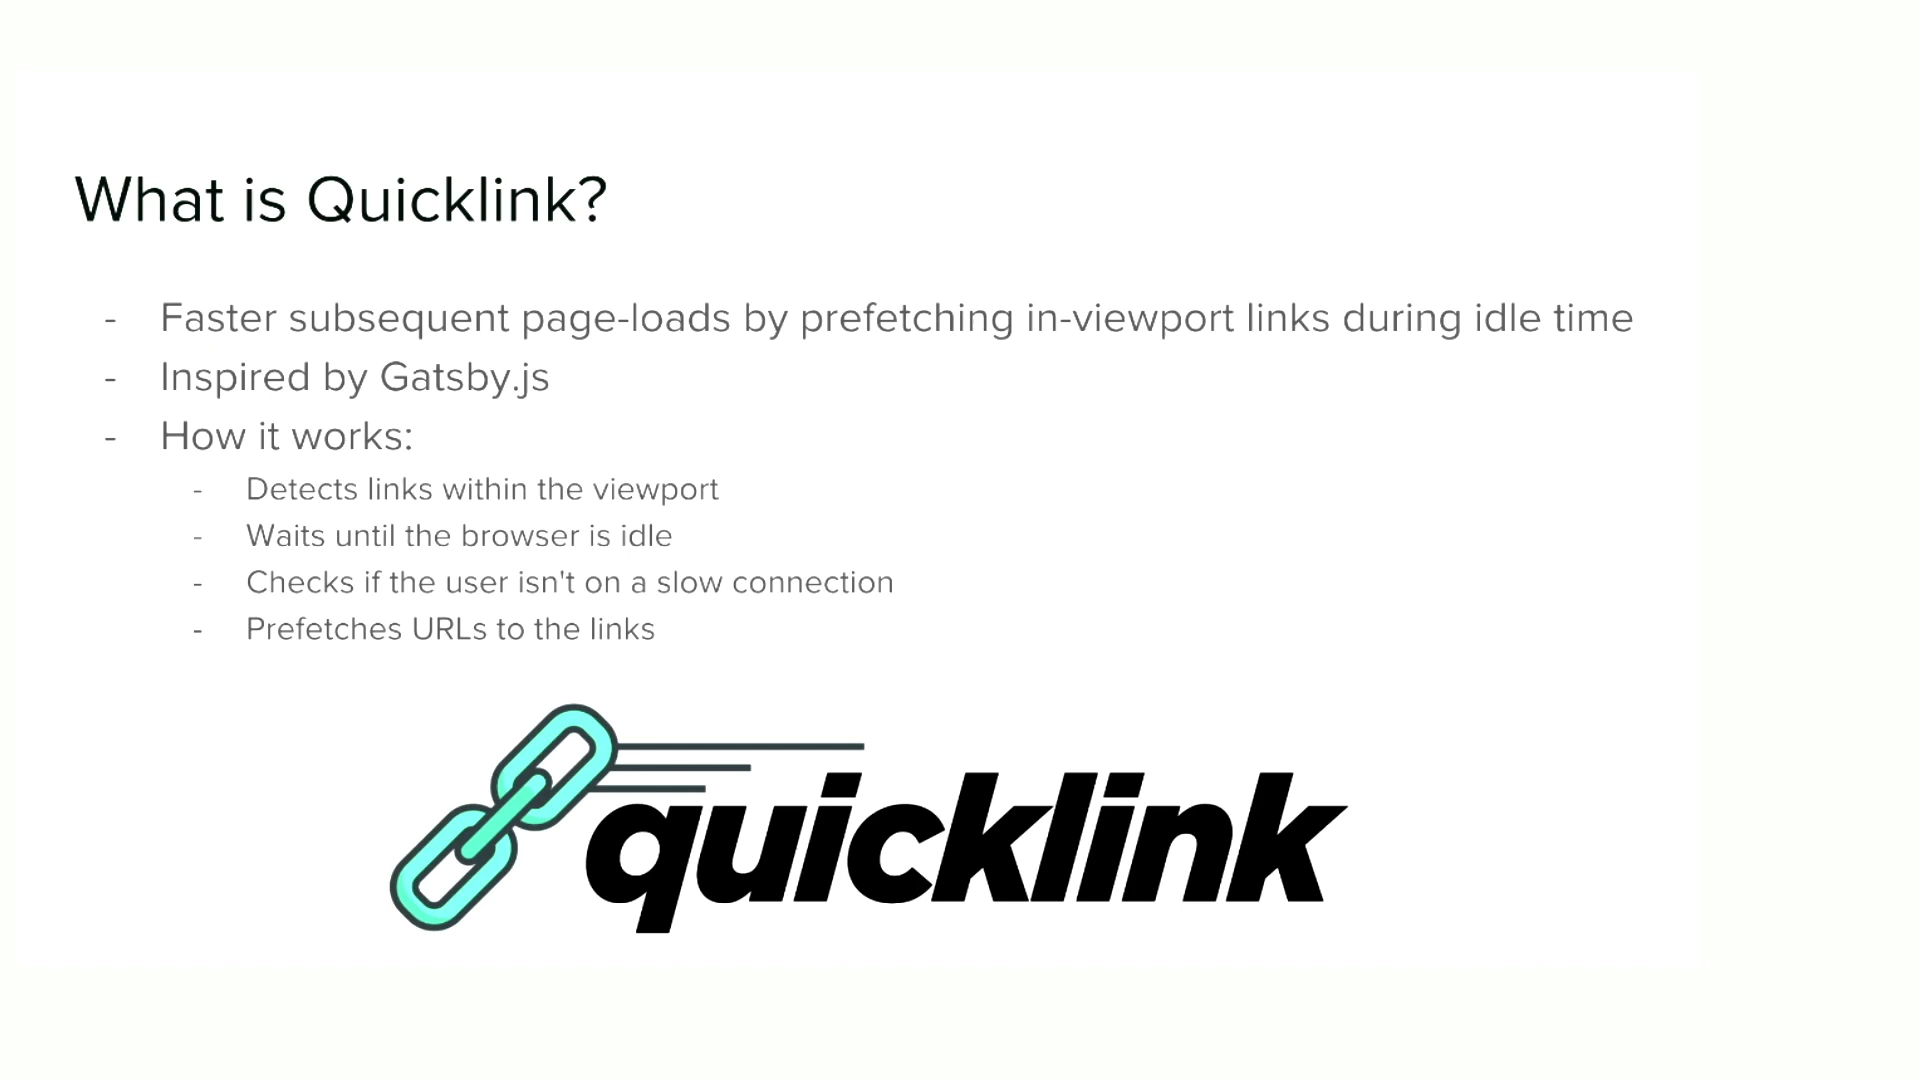 What is Quicklink?
- Faster subsequent page-loads by prefetching in-viewport links during idle time
- Inspired by Gatsby.js
- How it works:
- Detects links within the viewport
- Waits until the browser is idle
- Checks if the user isn't on a slow connection
- Prefetches URLs to the links
quicklink